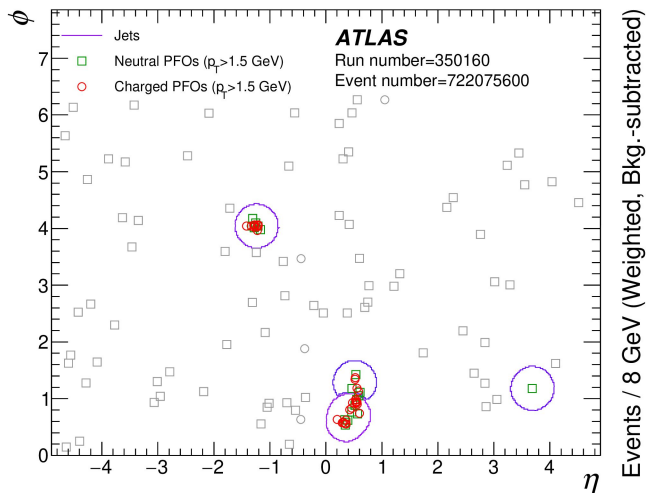 ϕ
7
6
5
4
3
2
1
0
Jets
Neutral PFOs (p_T>1.5 GeV)
Charged PFOs (p_T>1.5 GeV)
ATLAS
Run number=350160
Event number=722075600
−4 −3 −2 −1 0 1 2 3 4
η
Events / 8 GeV (Weighted, Bkg.-subtracted)